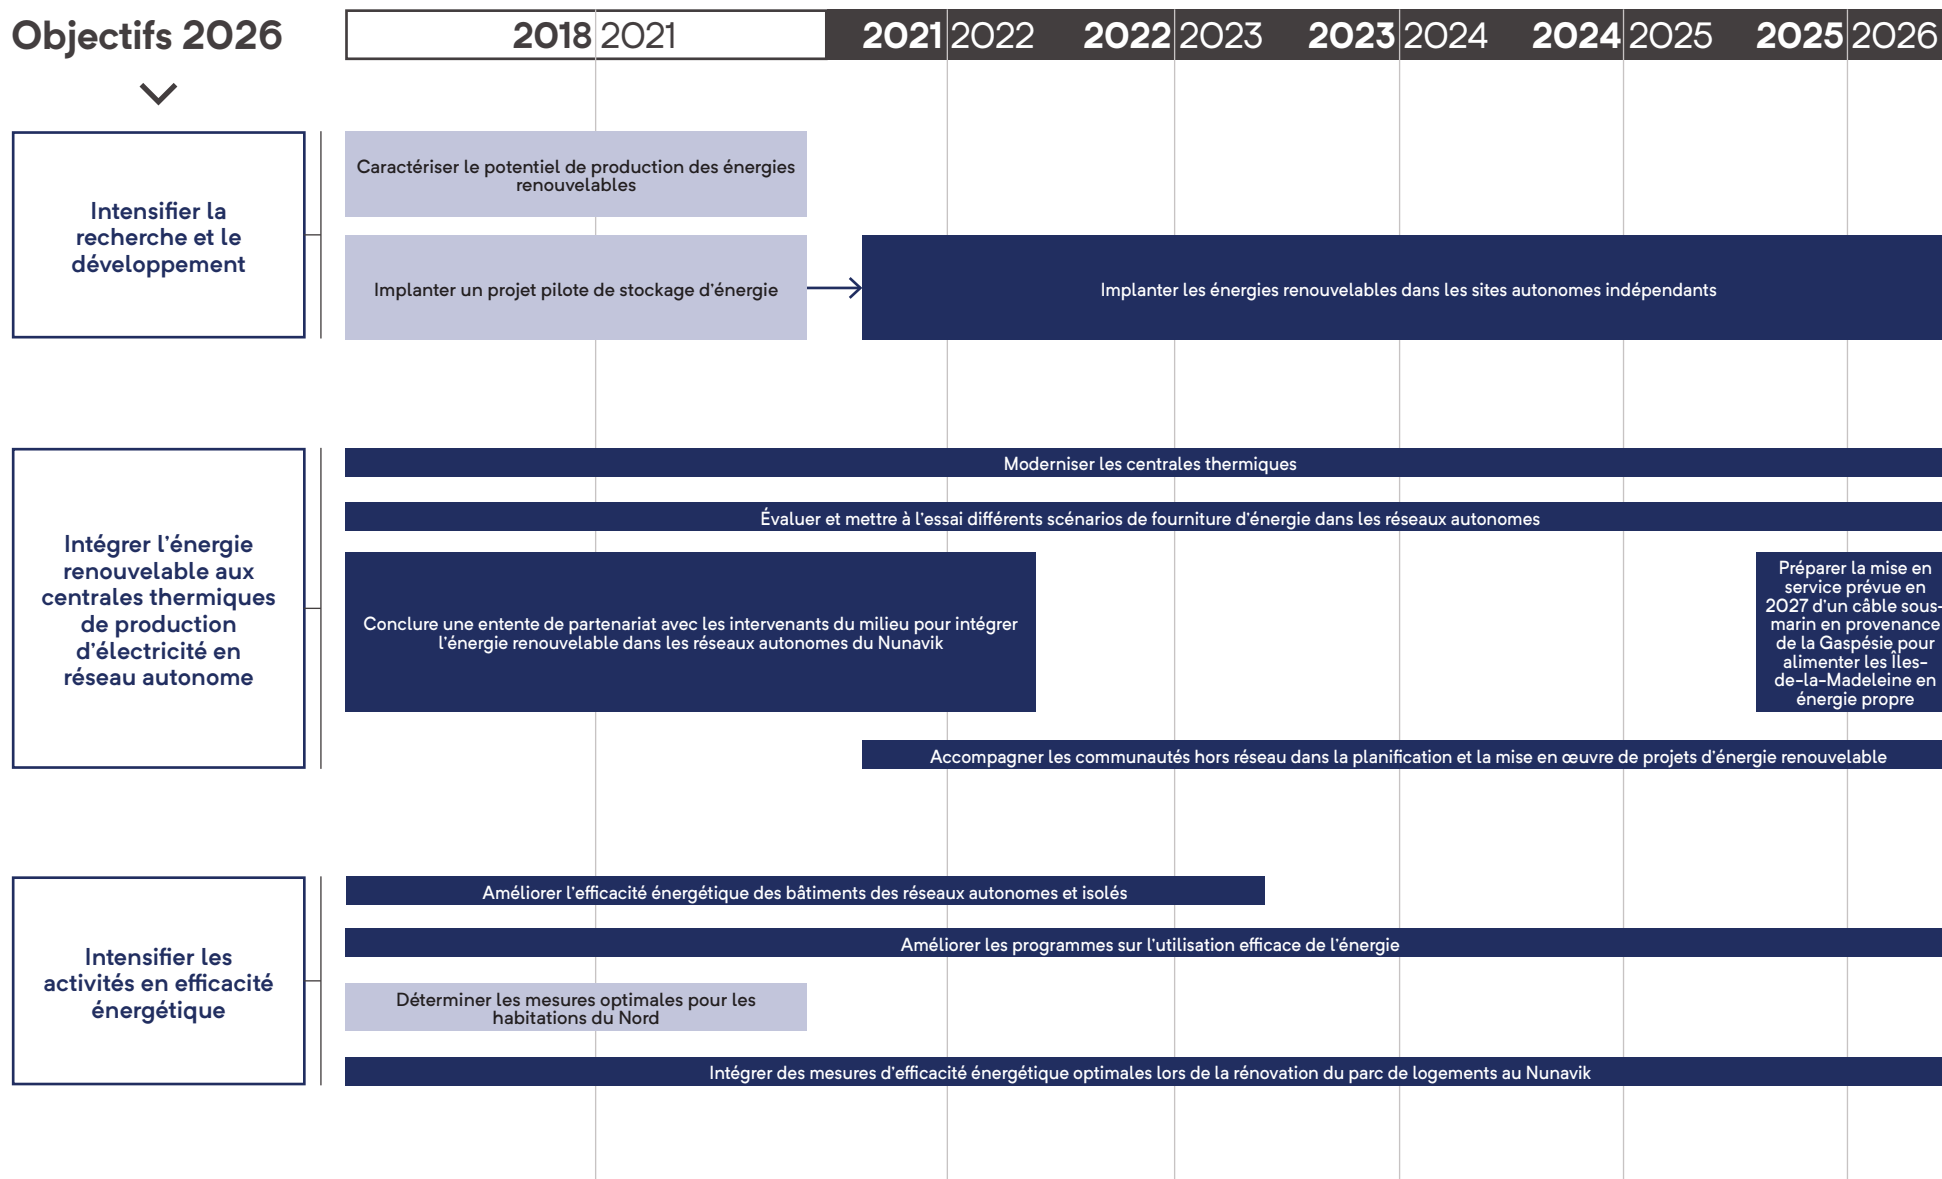 Objectifs 2026
2018 2021
2021 2022
2022 2023
2023 2024
2024 2025
2025 2026
Intensifier la
recherche et le
développement
Caractériser le potentiel de production des énergies
renouvelables
Implanter un projet pilote de stockage d'énergie
Implanter les énergies renouvelables dans les sites autonomes indépendants
Intégrer l'énergie
renouvelable aux
centrales thermiques
de production
d'électricité en
réseau autonome
Moderniser les centrales thermiques
Évaluer et mettre à l'essai différents scénarios de fourniture d'énergie dans les réseaux autonomes
Conclure une entente de partenariat avec les intervenants du milieu pour intégrer
l'énergie renouvelable dans les réseaux autonomes du Nunavik
Préparer la mise en
service prévue en
2027 d'un câble sous-
marin en provenance
de la Gaspésie pour
alimenter les Îles-
de-la-Madeleine en
énergie propre
Accompagner les communautés hors réseau dans la planification et la mise en œuvre de projets d'énergie renouvelable
Intensifier les
activités en efficacité
énergétique
Améliorer l'efficacité énergétique des bâtiments des réseaux autonomes et isolés
Améliorer les programmes sur l'utilisation efficace de l'énergie
Déterminer les mesures optimales pour les
habitations du Nord
Intégrer des mesures d'efficacité énergétique optimales lors de la rénovation du parc de logements au Nunavik